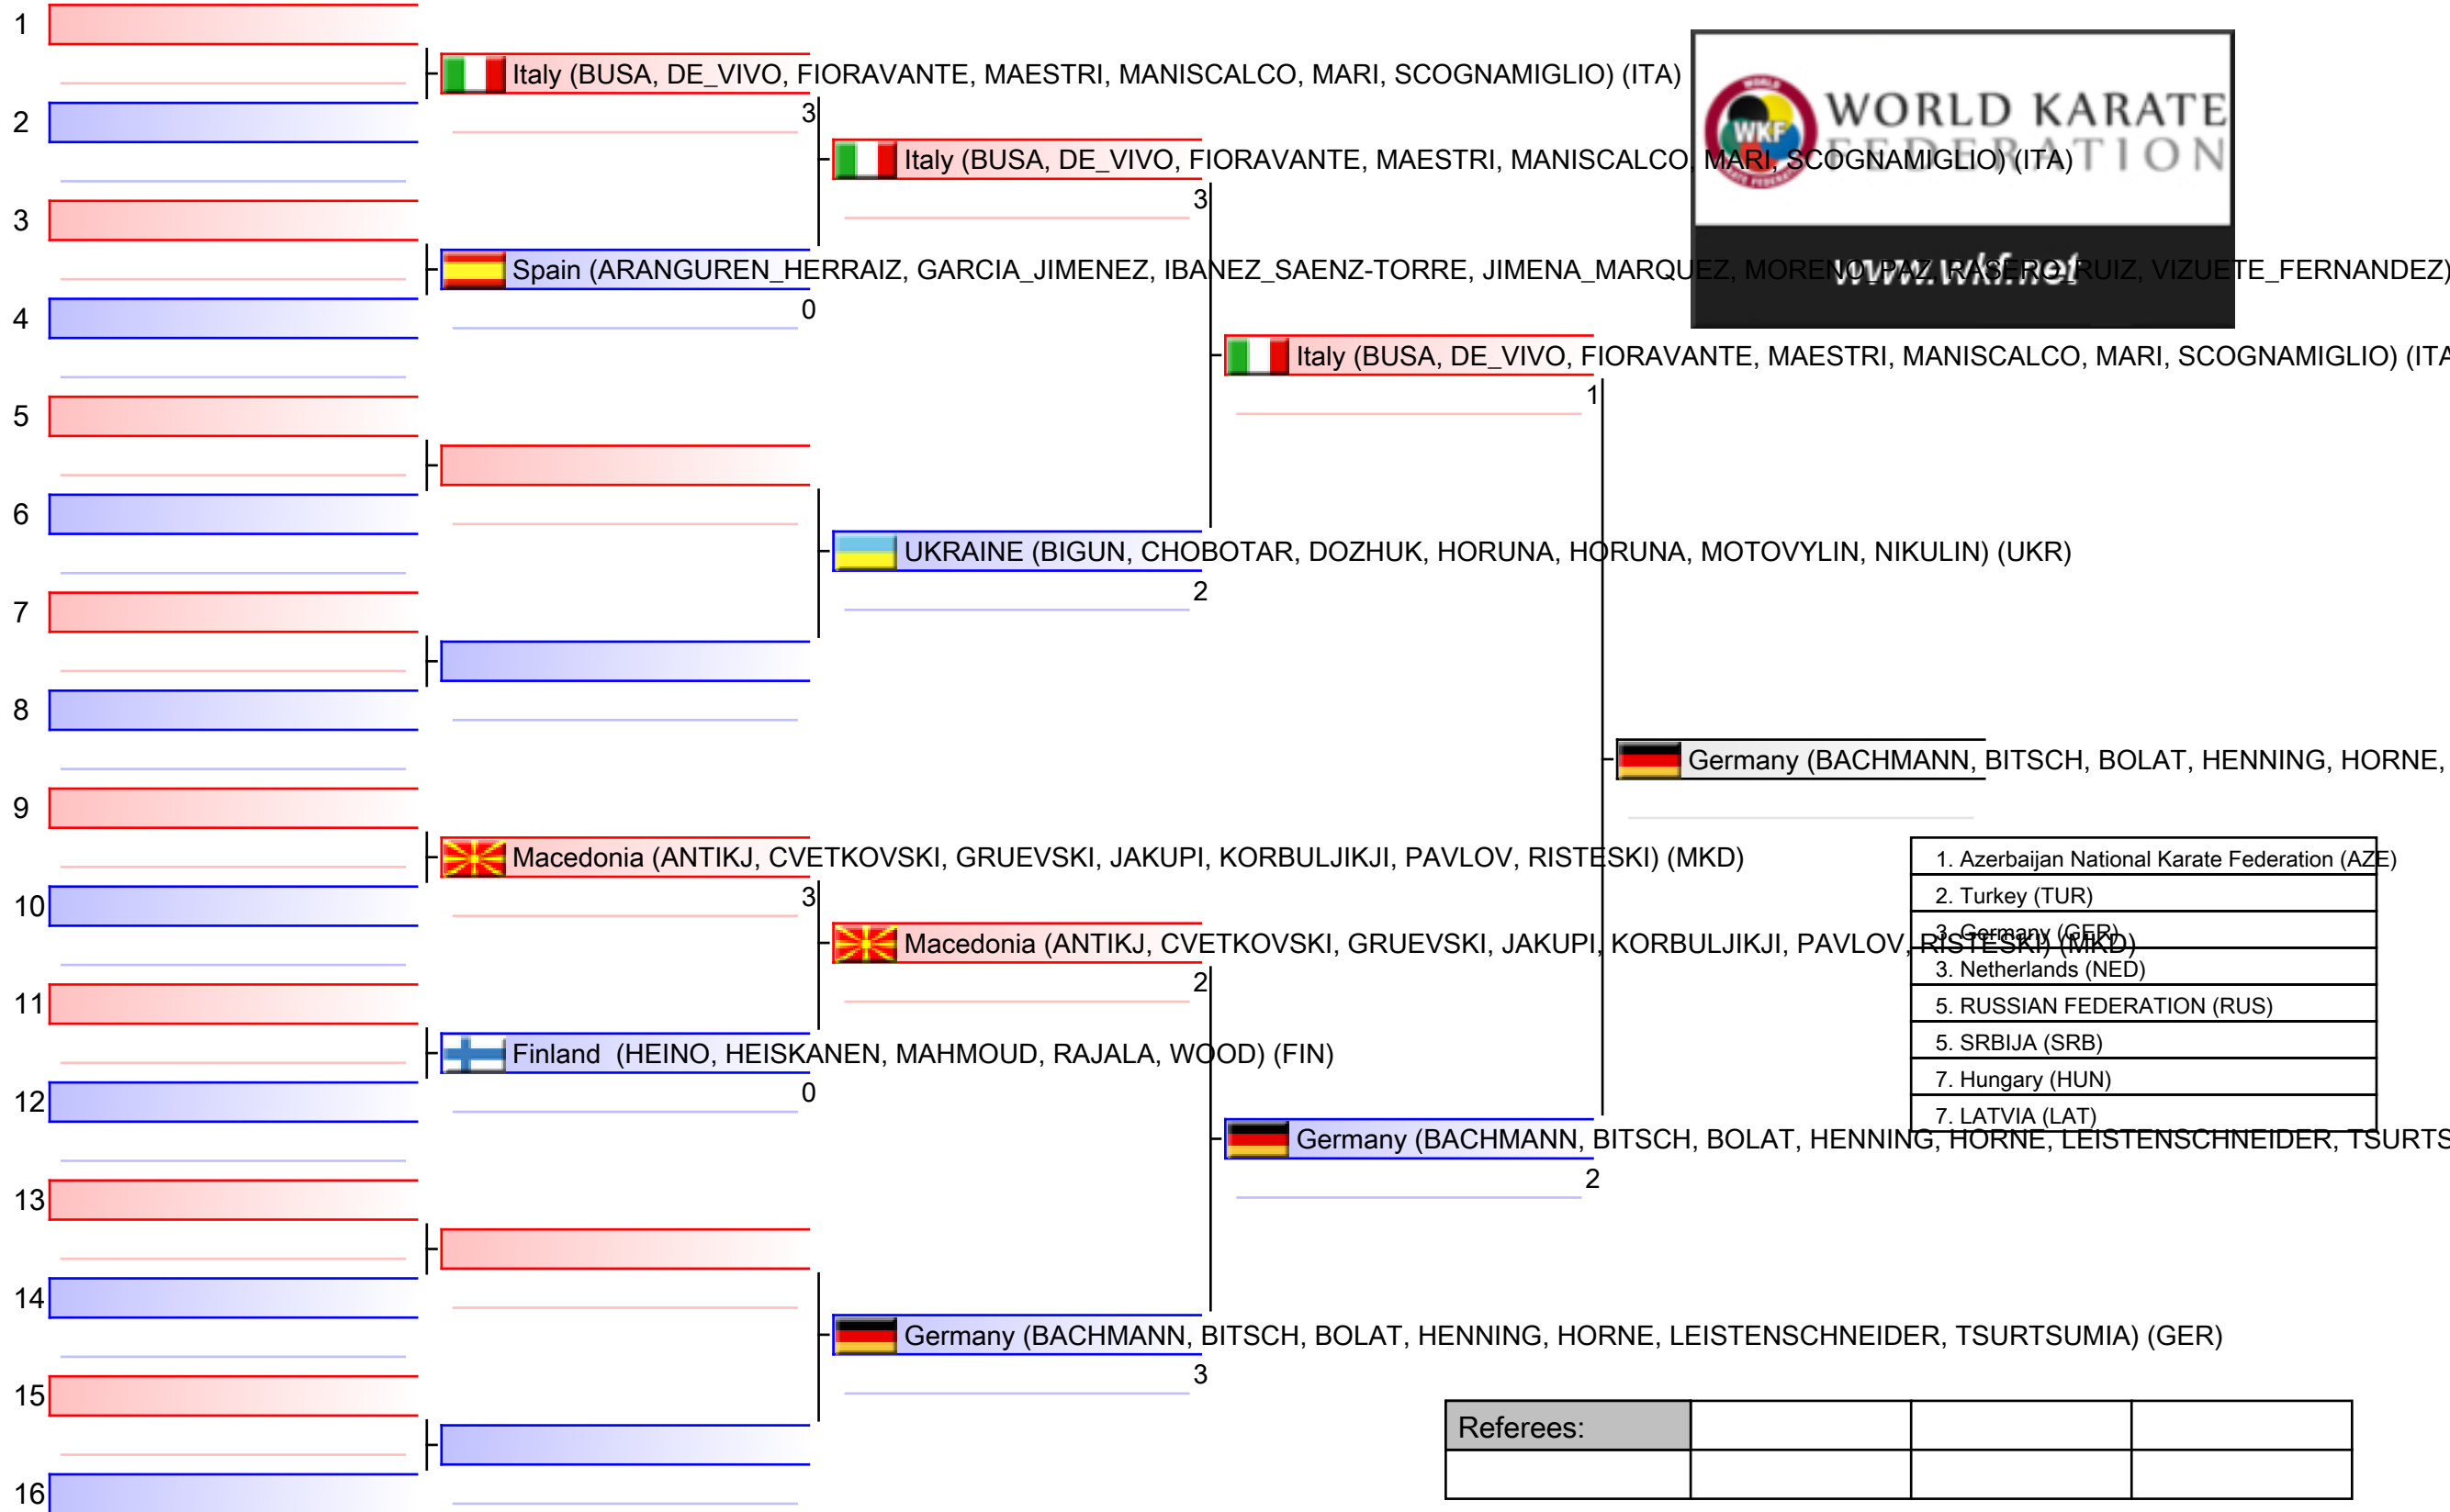 1
Italy (BUSA, DE_VIVO, FIORAVANTE, MAESTRI, MANISCALCO, MARI, SCOGNAMIGLIO) (ITA)
WORLD KARATE
FEDERATION
WKF
2
3
Italy (BUSA, DE_VIVO, FIORAVANTE, MAESTRI, MANISCALCO, MARI, SCOGNAMIGLIO) (ITA)
3
3
Spain (ARANGUREN_HERRAIZ, GARCIA_JIMENEZ, IBANEZ_SAENZ-TORRE, JIMENA_MARQUEZ, MORENO_PAZ, RASERO_RUIZ, VIZUETE_FERNANDEZ)
www.wkf.net
4
0
Italy (BUSA, DE_VIVO, FIORAVANTE, MAESTRI, MANISCALCO, MARI, SCOGNAMIGLIO) (ITA
1
5
6
UKRAINE (BIGUN, CHOBOTAR, DOZHUK, HORUNA, HORUNA, MOTOVYLIN, NIKULIN) (UKR)
2
7
8
Germany (BACHMANN, BITSCH, BOLAT, HENNING, HORNE,
9
Macedonia (ANTIKJ, CVETKOVSKI, GRUEVSKI, JAKUPI, KORBULJIKJI, PAVLOV, RISTESKI) (MKD)
1. Azerbaijan National Karate Federation (AZE)
2. Turkey (TUR)
3. Germany (GER)
3. Netherlands (NED)
5. RUSSIAN FEDERATION (RUS)
5. SRBIJA (SRB)
7. Hungary (HUN)
7. LATVIA (LAT)
10
3
Macedonia (ANTIKJ, CVETKOVSKI, GRUEVSKI, JAKUPI, KORBULJIKJI, PAVLOV, RISTESKI) (MKD)
2
11
Finland (HEINO, HEISKANEN, MAHMOUD, RAJALA, WOOD) (FIN)
12
0
Germany (BACHMANN, BITSCH, BOLAT, HENNING, HORNE, LEISTENSCHNEIDER, TSURTS
2
13
14
Germany (BACHMANN, BITSCH, BOLAT, HENNING, HORNE, LEISTENSCHNEIDER, TSURTSUMIA) (GER)
3
15
Referees:
16